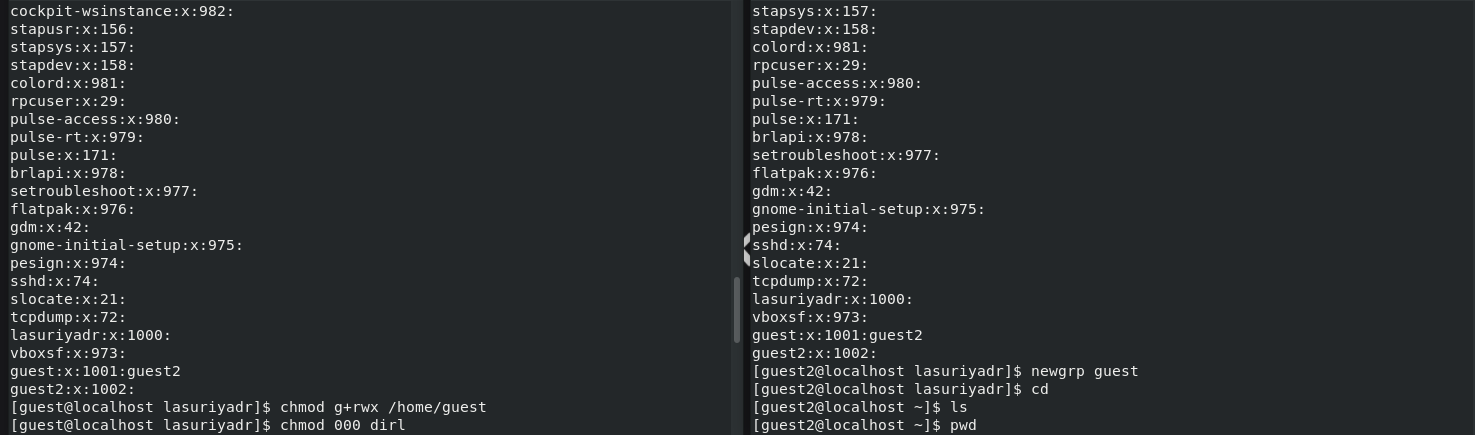 cockpit-wsinstance:x:982:
stapusr:x:156:
stapsys:x:157:
stapdev:x:158:
colord:x:981:
rpcuser:x:29:
pulse-access:x:980:
pulse-rt:x:979:
pulse:x:171:
brlapi:x:978:
setroubleshoot:x:977:
flatpak:x:976:
gdm:x:42:
gnome-initial-setup:x:975:
pesign:x:974:
sshd:x:74:
slocate:x:21:
tcpdump:x:72:
lasuriyadr:x:1000:
vboxsf:x:973:
guest:x:1001:guest2
guest2:x:1002:
[guest@localhost lasuriyadr]$ chmod g+rwx /home/guest
[guest@localhost lasuriyadr]$ chmod 000 dirl
stapsys:x:157:
stapdev:x:158:
colord:x:981:
rpcuser:x:29:
pulse-access:x:980:
pulse-rt:x:979:
pulse:x:171:
brlapi:x:978:
setroubleshoot:x:977:
flatpak:x:976:
gdm:x:42:
gnome-initial-setup:x:975:
pesign:x:974:
sshd:x:74:
slocate:x:21:
tcpdump:x:72:
lasuriyadr:x:1000:
vboxsf:x:973:
guest:x:1001:guest2
guest2:x:1002:
[guest2@localhost lasuriyadr]$ newgrp guest
[guest2@localhost lasuriyadr]$ cd
[guest2@localhost ~]$ ls
[guest2@localhost ~]$ pwd